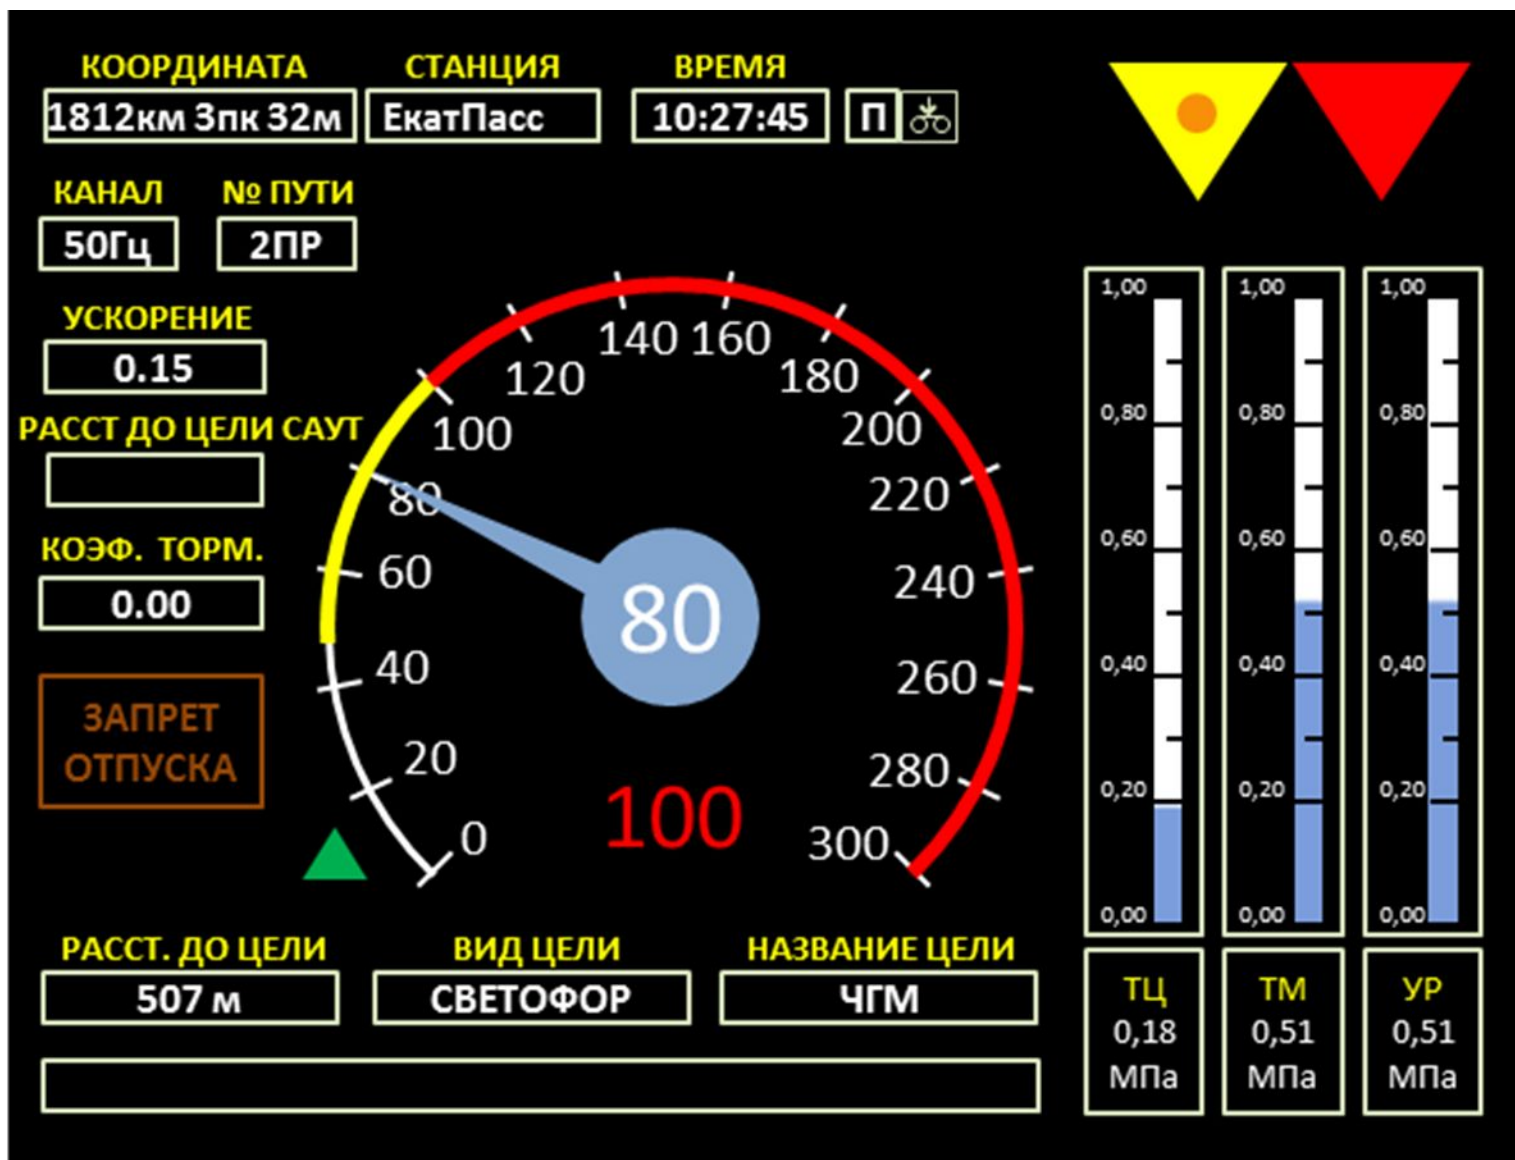 КООРДИНАТА СТАНЦИЯ ВРЕМЯ
1812км 3пк 32м ЕкатПасс 10:27:45 П
КАНАЛ № ПУТИ
50Гц 2ПР
УСКОРЕНИЕ
0.15
РАССТ ДО ЦЕЛИ САУТ
КОЭФ. ТОРМ.
0.00
ЗАПРЕТ
ОТПУСКА
0
20
40
60
80
100
120
140
160
180
200
220
240
260
280
300
80
100
1,00 1,00 1,00
0,80 0,80 0,80
0,60 0,60 0,60
0,40 0,40 0,40
0,20 0,20 0,20
0,00 0,00 0,00
РАССТ. ДО ЦЕЛИ ВИД ЦЕЛИ НАЗВАНИЕ ЦЕЛИ
507 м СВЕТОФОР ЧГМ
ТЦ ТМ УР
0,18 0,51 0,51
МПа МПа МПа